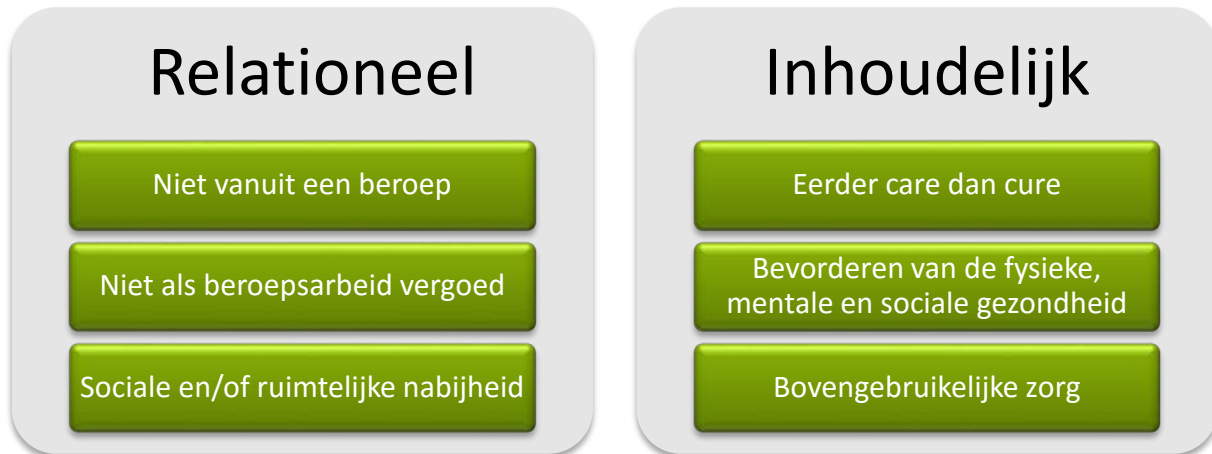 Relationeel
Niet vanuit een beroep
Niet als beroepsarbeid vergoed
Sociale en/of ruimtelijke nabijheid
Inhoudelijk
Eerder care dan cure
Bevorderen van de fysieke,
mentale en sociale gezondheid
Bovengebruikelijke zorg